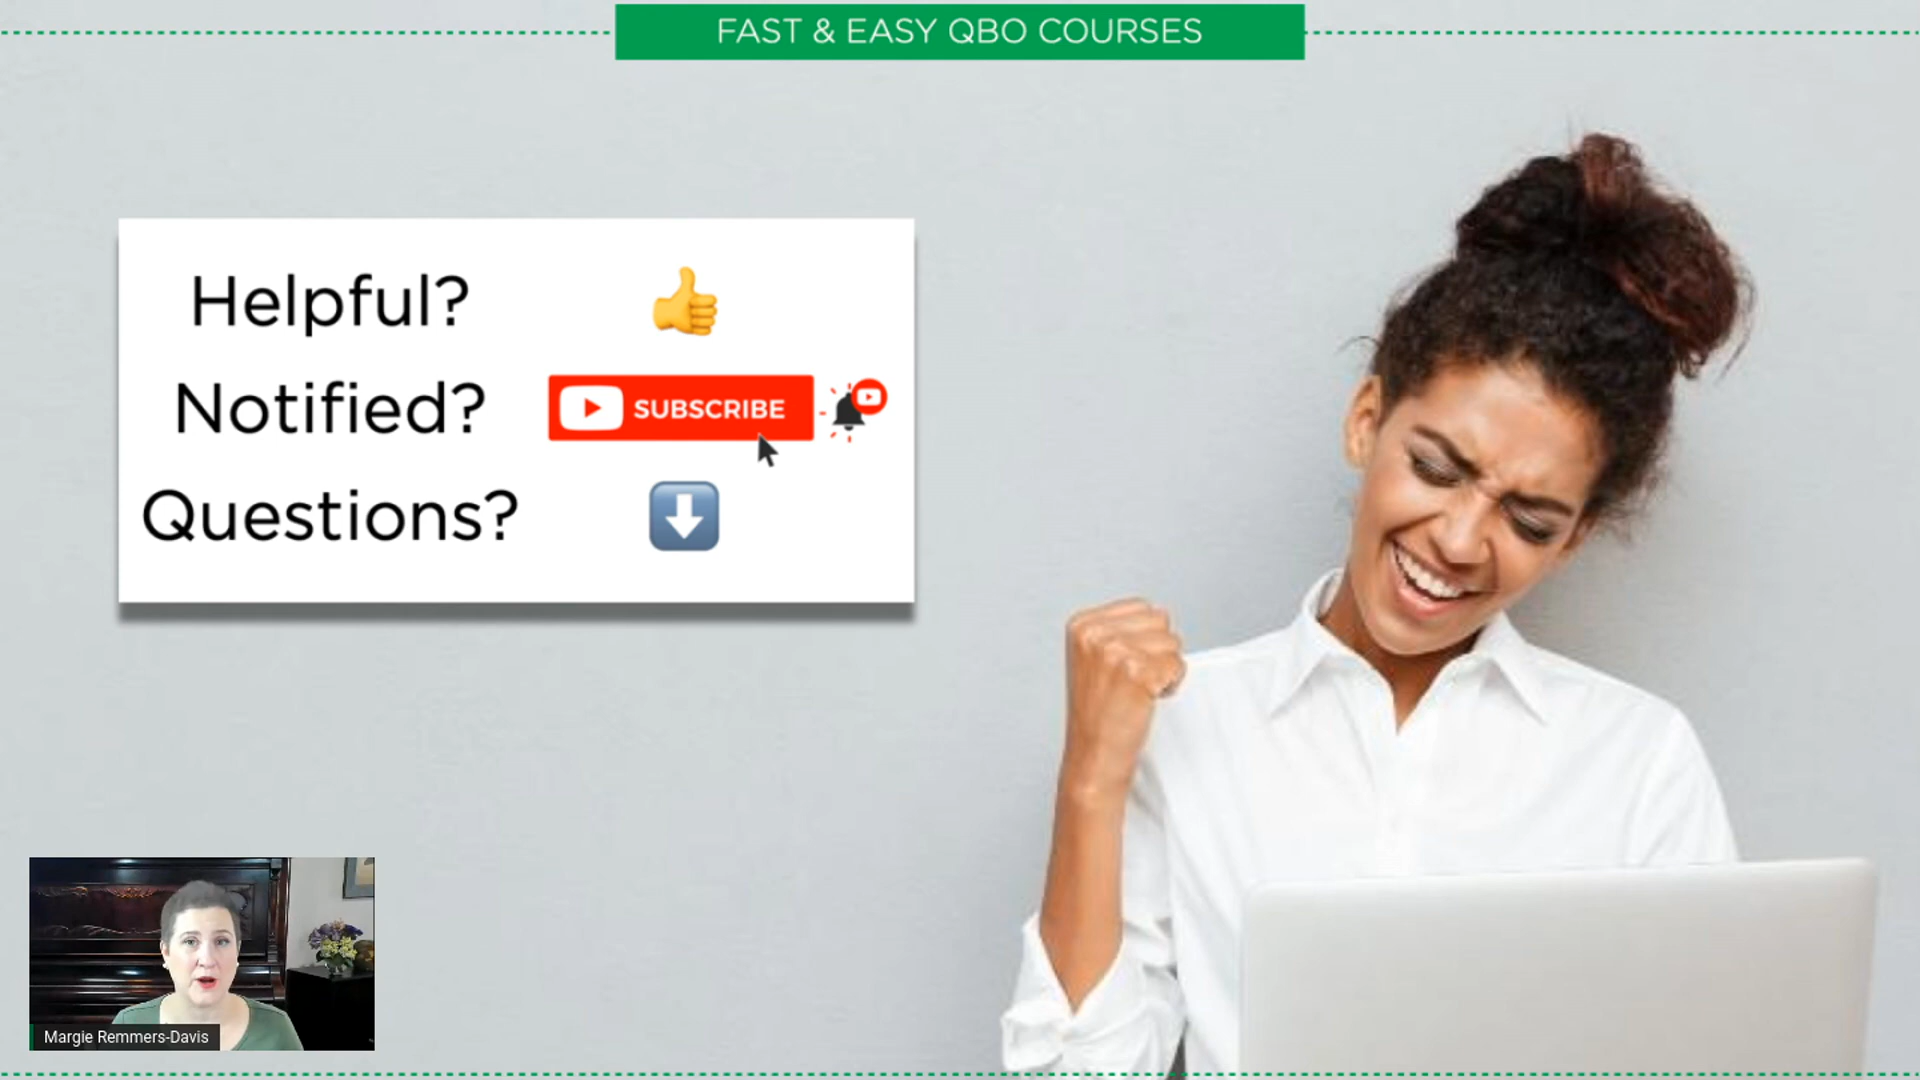 FAST & EASY QBO COURSES
Helpful?
Notified? SUBSCRIBE
Questions?
Margie Remmers-Davis